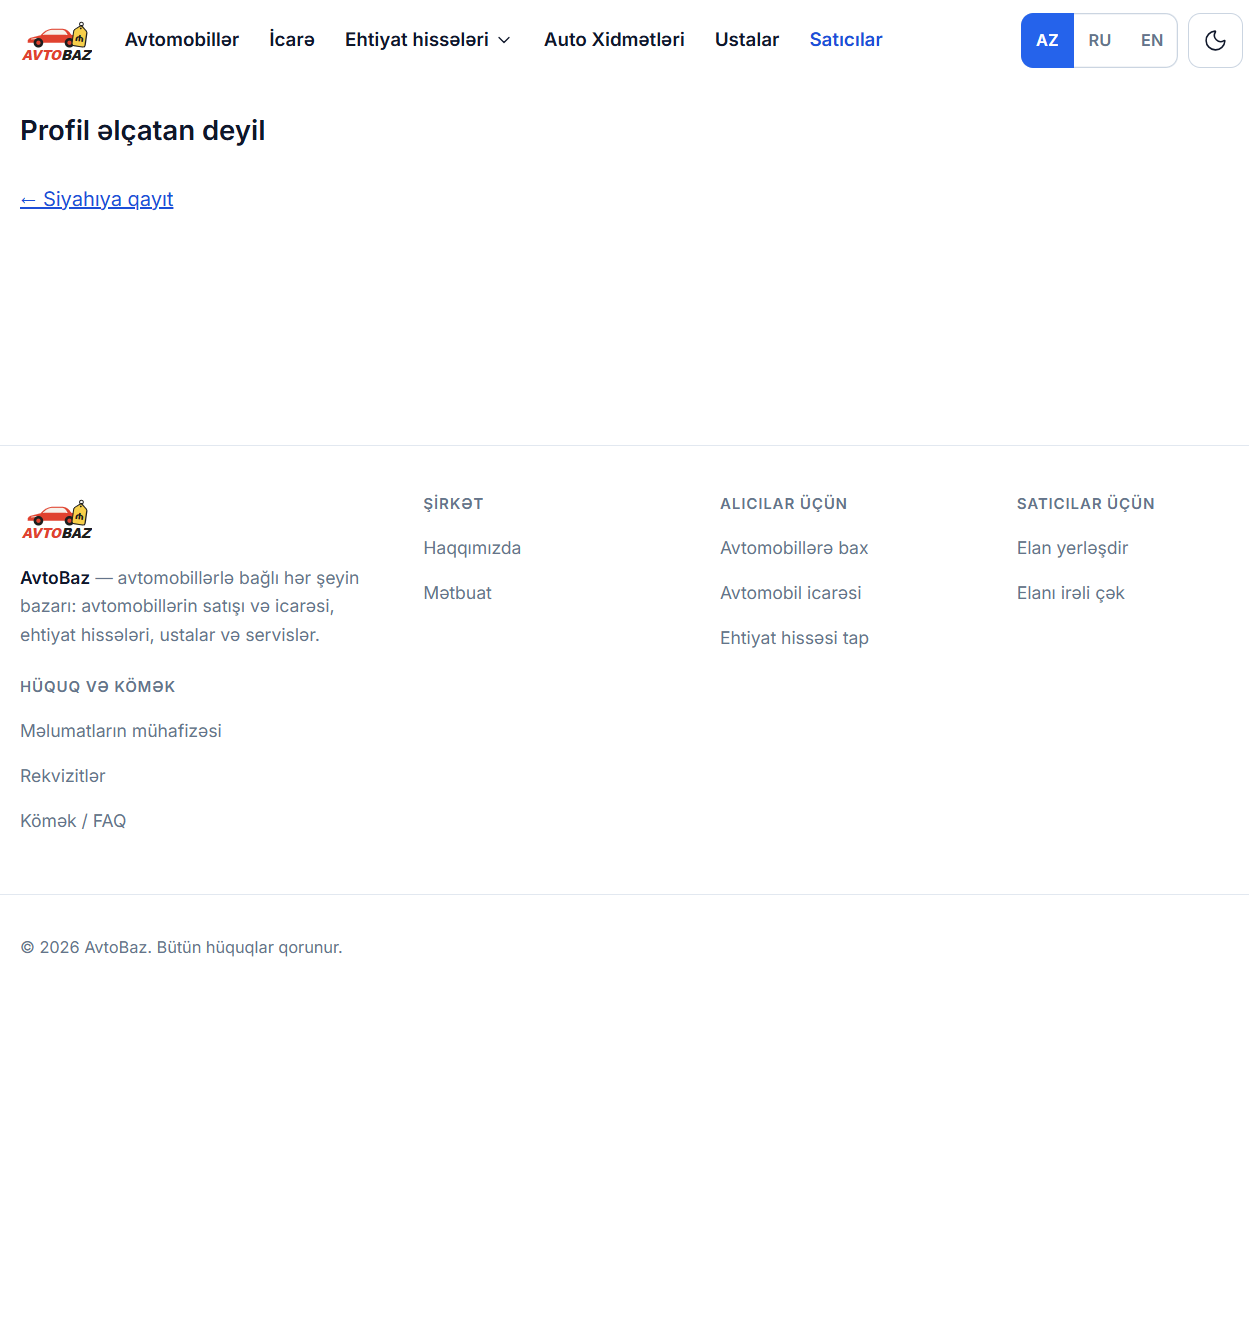 AVTOBAZ
Avtomobillər
İcarə
Ehtiyat hissələri
Auto Xidmətləri
Ustalar
Satıcılar
AZ
RU
EN
Profil əlçatan deyil
← Siyahıya qayıt
AVTOBAZ
AvtoBaz — avtomobillərlə bağlı hər şeyin
bazarı: avtomobillərin satışı və icarəsi,
ehtiyat hissələri, ustalar və servislər.
ŞİRKƏT
Haqqımızda
Mətbuat
ALICILAR ÜÇÜN
Avtomobillərə bax
Avtomobil icarəsi
Ehtiyat hissəsi tap
SATICILAR ÜÇÜN
Elan yerləşdir
Elanı irəli çək
HÜQUQ VƏ KÖMƏK
Məlumatların mühafizəsi
Rekvizitlər
Kömək / FAQ
© 2026 AvtoBaz. Bütün hüquqlar qorunur.